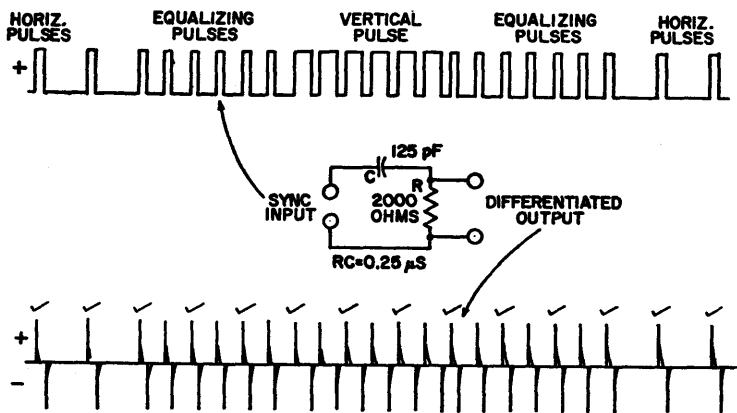 HORIZ. PULSES
EQUALIZING PULSES
VERTICAL PULSE
EQUALIZING PULSES
HORIZ. PULSES
+
125 pF
C
R
2000 OHMS
SYNC INPUT
DIFFERENTIATED OUTPUT
RC=0.25 µS
+
−